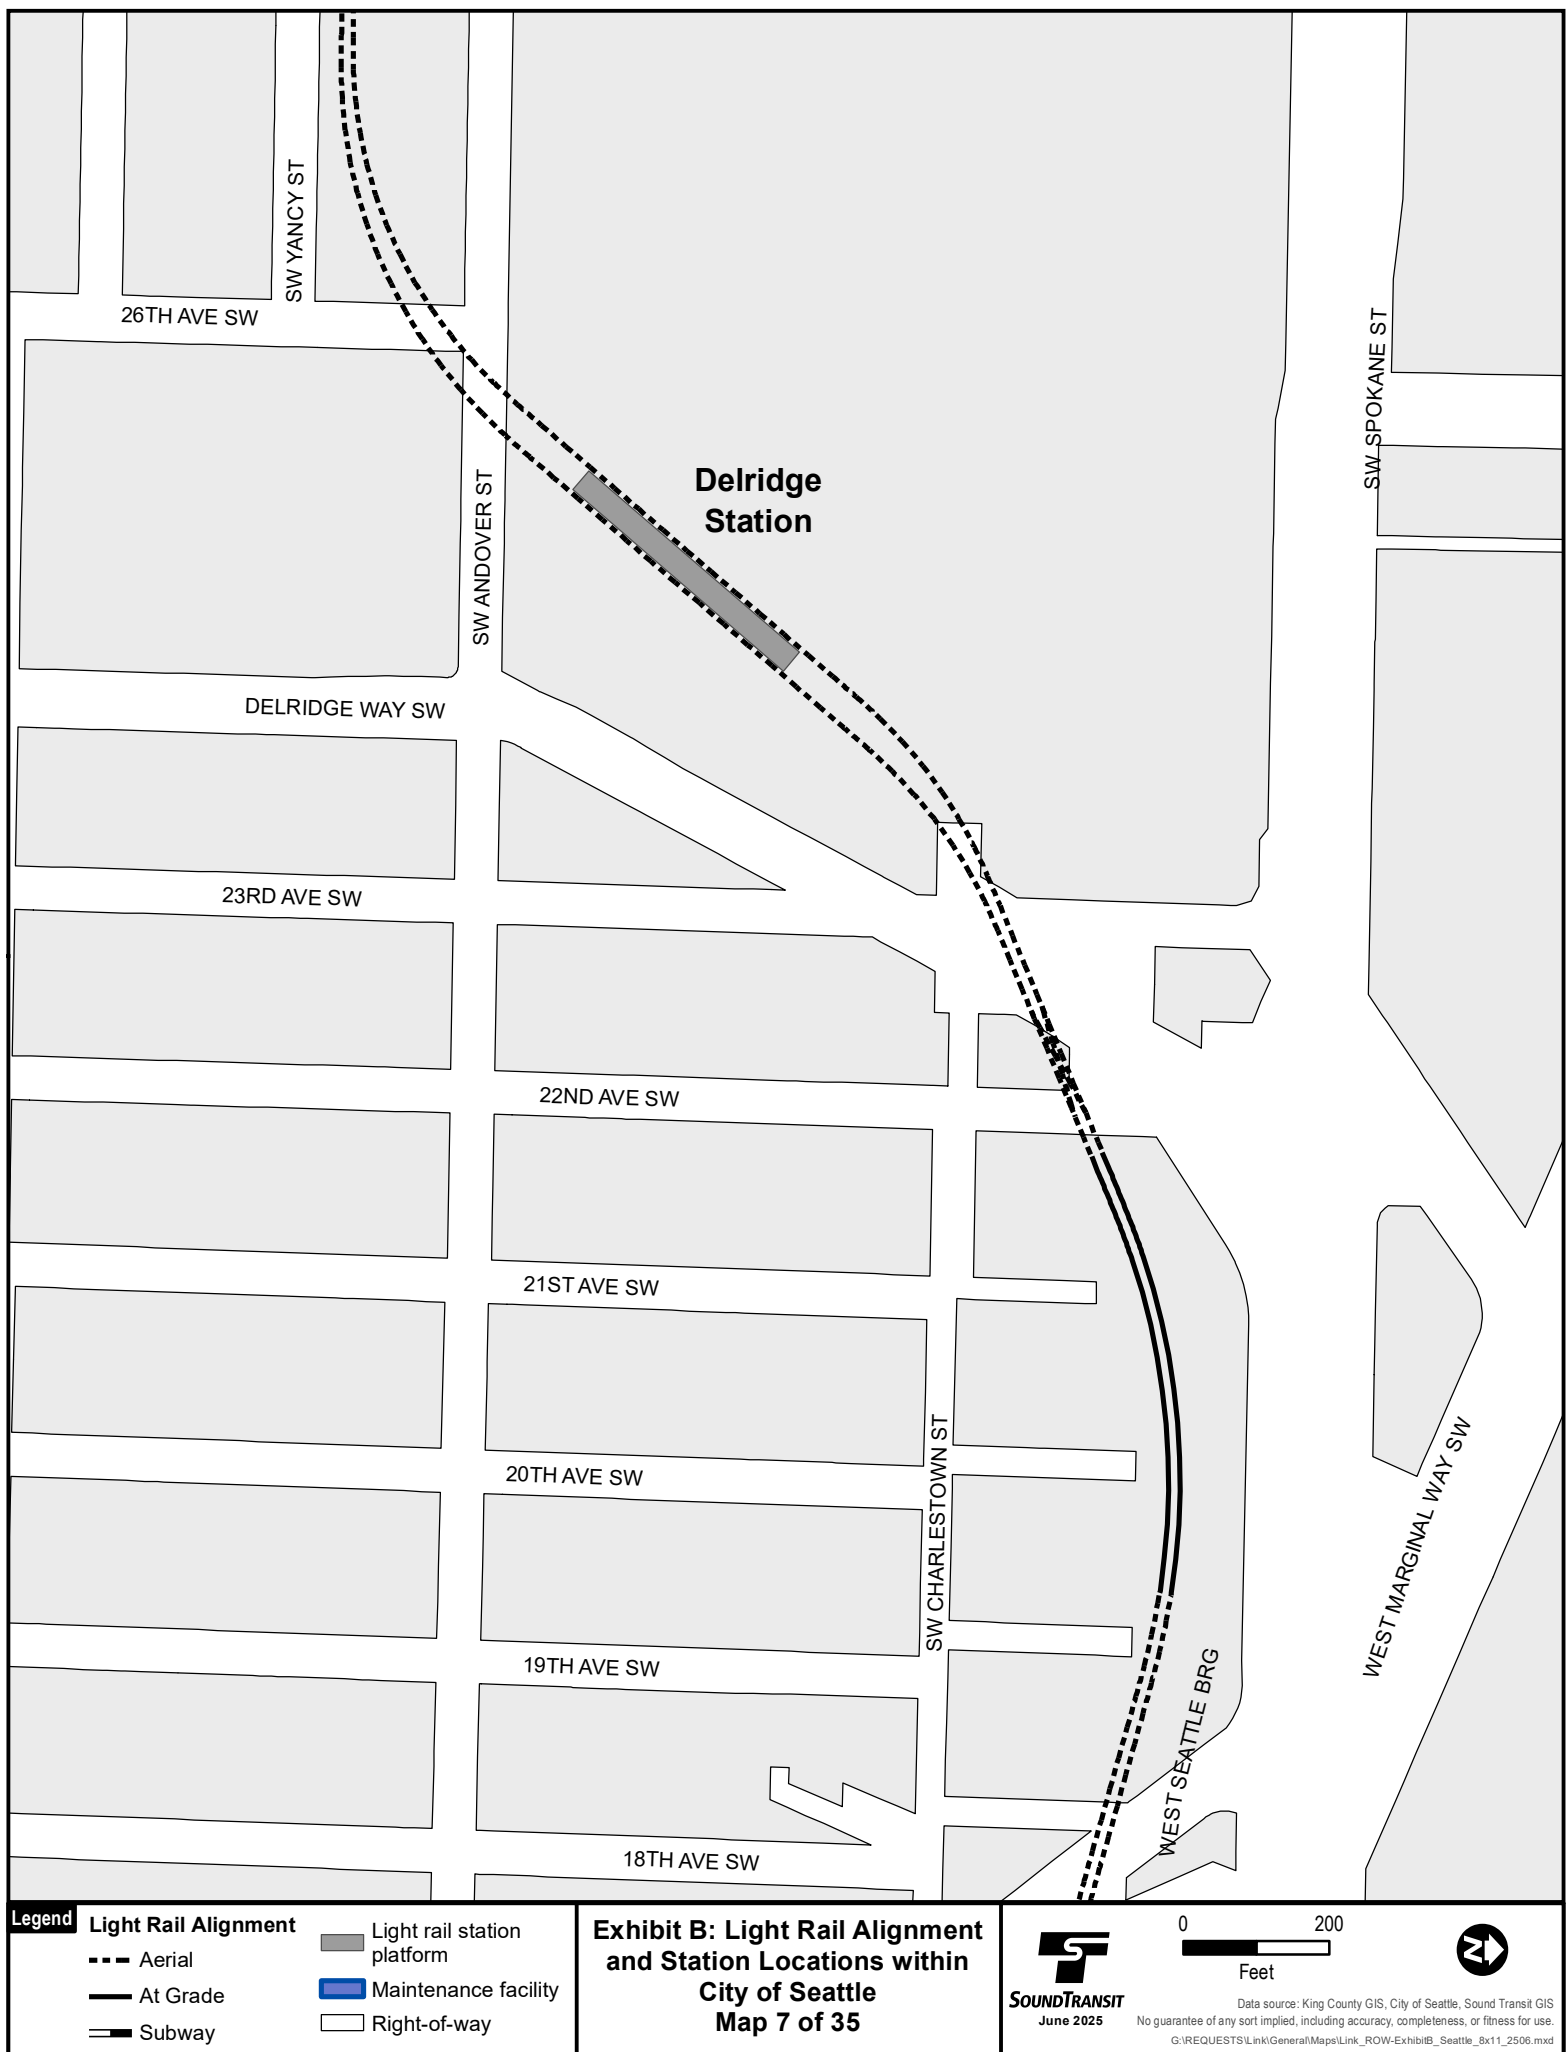 SW YANCY ST
26TH AVE SW
SW SPOKANE ST
Delridge
Station
SW ANDOVER ST
DELRIDGE WAY SW
23RD AVE SW
22ND AVE SW
21ST AVE SW
SW CHARLESTOWN ST
20TH AVE SW
WEST MARGINAL WAY SW
19TH AVE SW
WEST SEATTLE BRG
18TH AVE SW
Legend
Light Rail Alignment
Aerial
At Grade
Subway
Light rail station
platform
Maintenance facility
Right-of-way
Exhibit B: Light Rail Alignment
and Station Locations within
City of Seattle
Map 7 of 35
SOUNDTRANSIT
June 2025
0 200
Feet
N
Data source: King County GIS, City of Seattle, Sound Transit GIS
No guarantee of any sort implied, including accuracy, completeness, or fitness for use.
G:\REQUESTS\Link\General\Maps\Link_ROW-ExhibitB_Seattle_8x11_2506.mxd